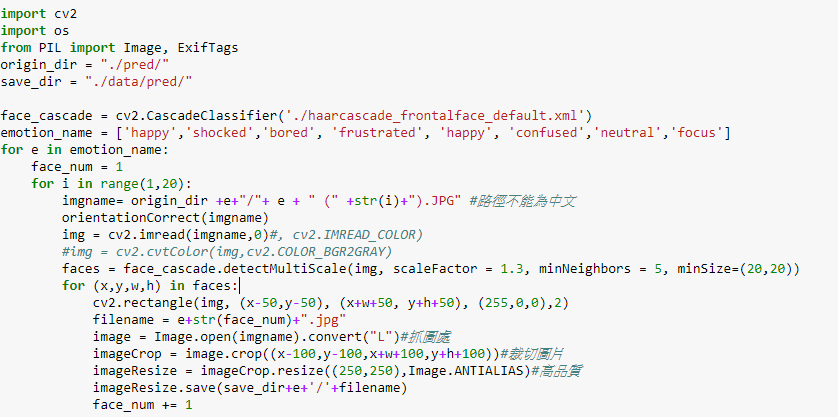 import cv2
import os
from PIL import Image, ExifTags
origin_dir = "./pred/"
save_dir = "./data/pred/"

face_cascade = cv2.CascadeClassifier('./haarcascade_frontalface_default.xml')
emotion_name = ['happy','shocked','bored', 'frustrated', 'happy', 'confused','neutral','focus']
for e in emotion_name:
    face_num = 1
    for i in range(1,20):
        imgname= origin_dir +e+"/"+ e + " (" +str(i)+").JPG" #路徑不能為中文
        orientationCorrect(imgname)
        img = cv2.imread(imgname,0)#, cv2.IMREAD_COLOR)
        #img = cv2.cvtColor(img,cv2.COLOR_BGR2GRAY)
        faces = face_cascade.detectMultiScale(img, scaleFactor = 1.3, minNeighbors = 5, minSize=(20,20))
        for (x,y,w,h) in faces:
            cv2.rectangle(img, (x-50,y-50), (x+w+50, y+h+50), (255,0,0),2)
            filename = e+str(face_num)+".jpg"
            image = Image.open(imgname).convert("L")#抓圖處
            imageCrop = image.crop((x-100,y-100,x+w+100,y+h+100))#裁切圖片
            imageResize = imageCrop.resize((250,250),Image.ANTIALIAS)#高品質
            imageResize.save(save_dir+e+'/'+filename)
            face_num += 1